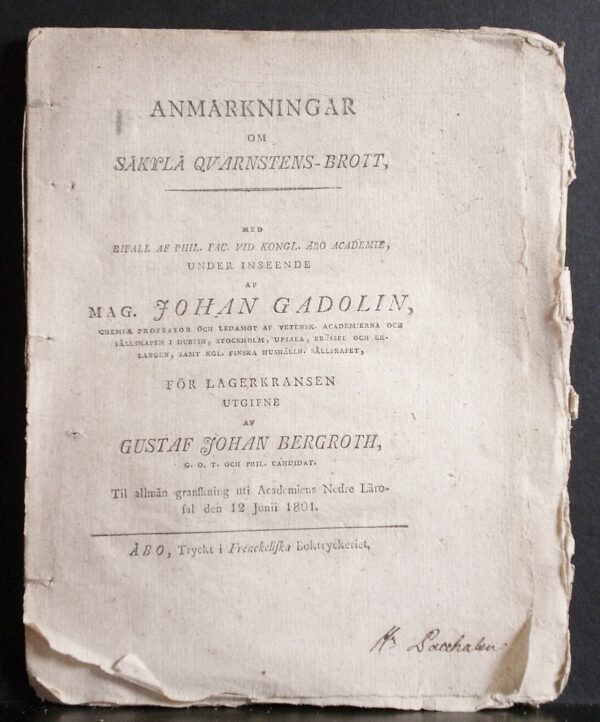 ANMÄRKNINGAR
OM
SÄKYLÄ QVARNSTENS-BROTT,
MED
BIFALL AF PHIL. FAC. VID KONGL. ÅBO ACADEMIE,
UNDER INSEENDE
AF
MAG. JOHAN GADOLIN,
CHEMIÆ PROFESSOR OCH LEDAMOT AF VETENSK. ACADEMIERNA OCH
SÄLLSKAPEN I DUBLIN, STOCKHOLM, UPSALA, BRÜSSEL OCH ER-
LANGEN, SAMT KGL. FINSKA HUSHÅLLN. SÄLLSKAPET,
FÖR LAGERKRANSEN
UTGIFNE
AF
GUSTAF JOHAN BERGROTH,
G. O. T. OCH PHIL. CANDIDAT.
Til allmän granſkning uti Academiens Nedre Läro-
ſal den 12 Junii 1801.
ÅBO, Tryckt i Frenckelliſka Boktryckeriet,